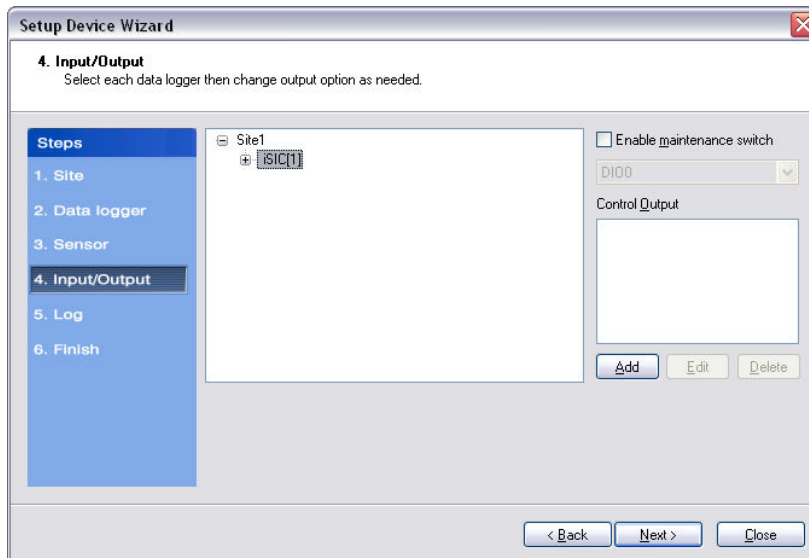 Setup Device Wizard
4. Input/Output
Select each data logger then change output option as needed.
Steps
1. Site
2. Data logger
3. Sensor
4. Input/Output
5. Log
6. Finish
Site1
iSIC[1]
Enable maintenance switch
DIO0
Control Output
Add
Edit
Delete
< Back
Next >
Close